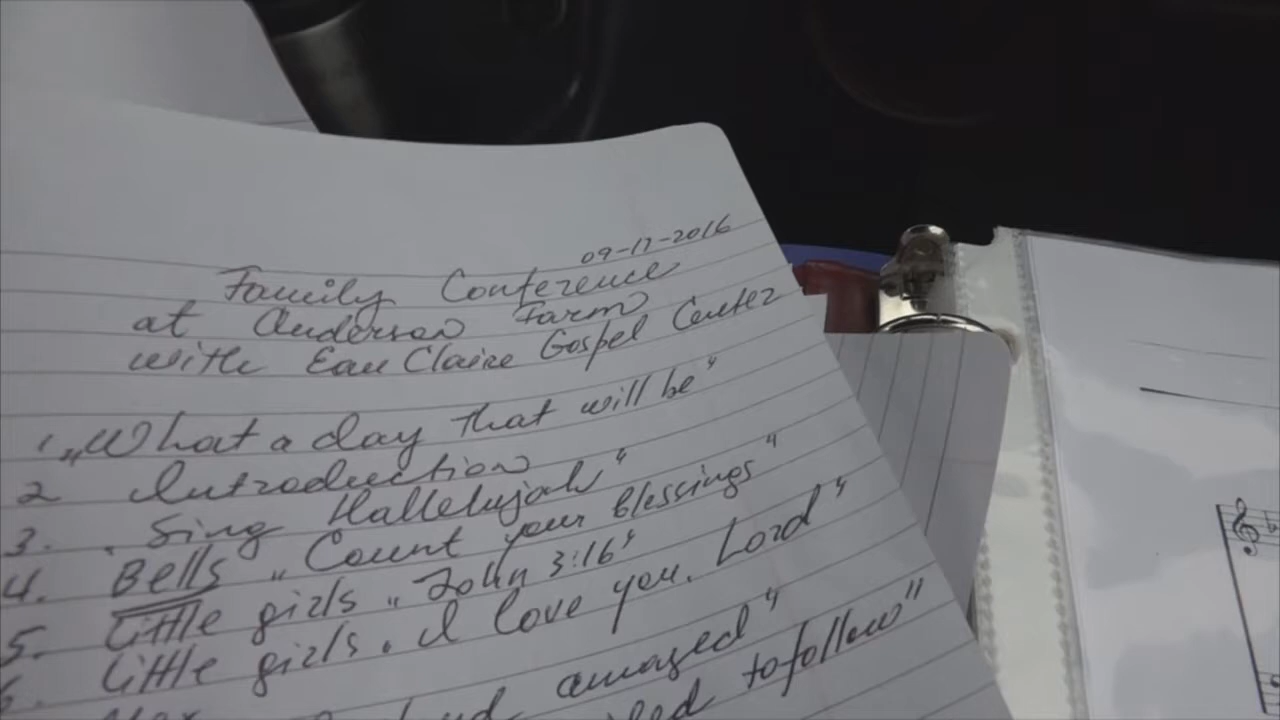 09-17-2016
Family Conference
at Anderson Farm
with Eau Claire Gospel Center
1. „What a day that will be"
2 Introduction
3. . Sing Hallelujah"
4. Bells „Count your Blessings"
5. Little girls „John 3:16"
6. Little girls. I love you, Lord"
amazed"
to follow"